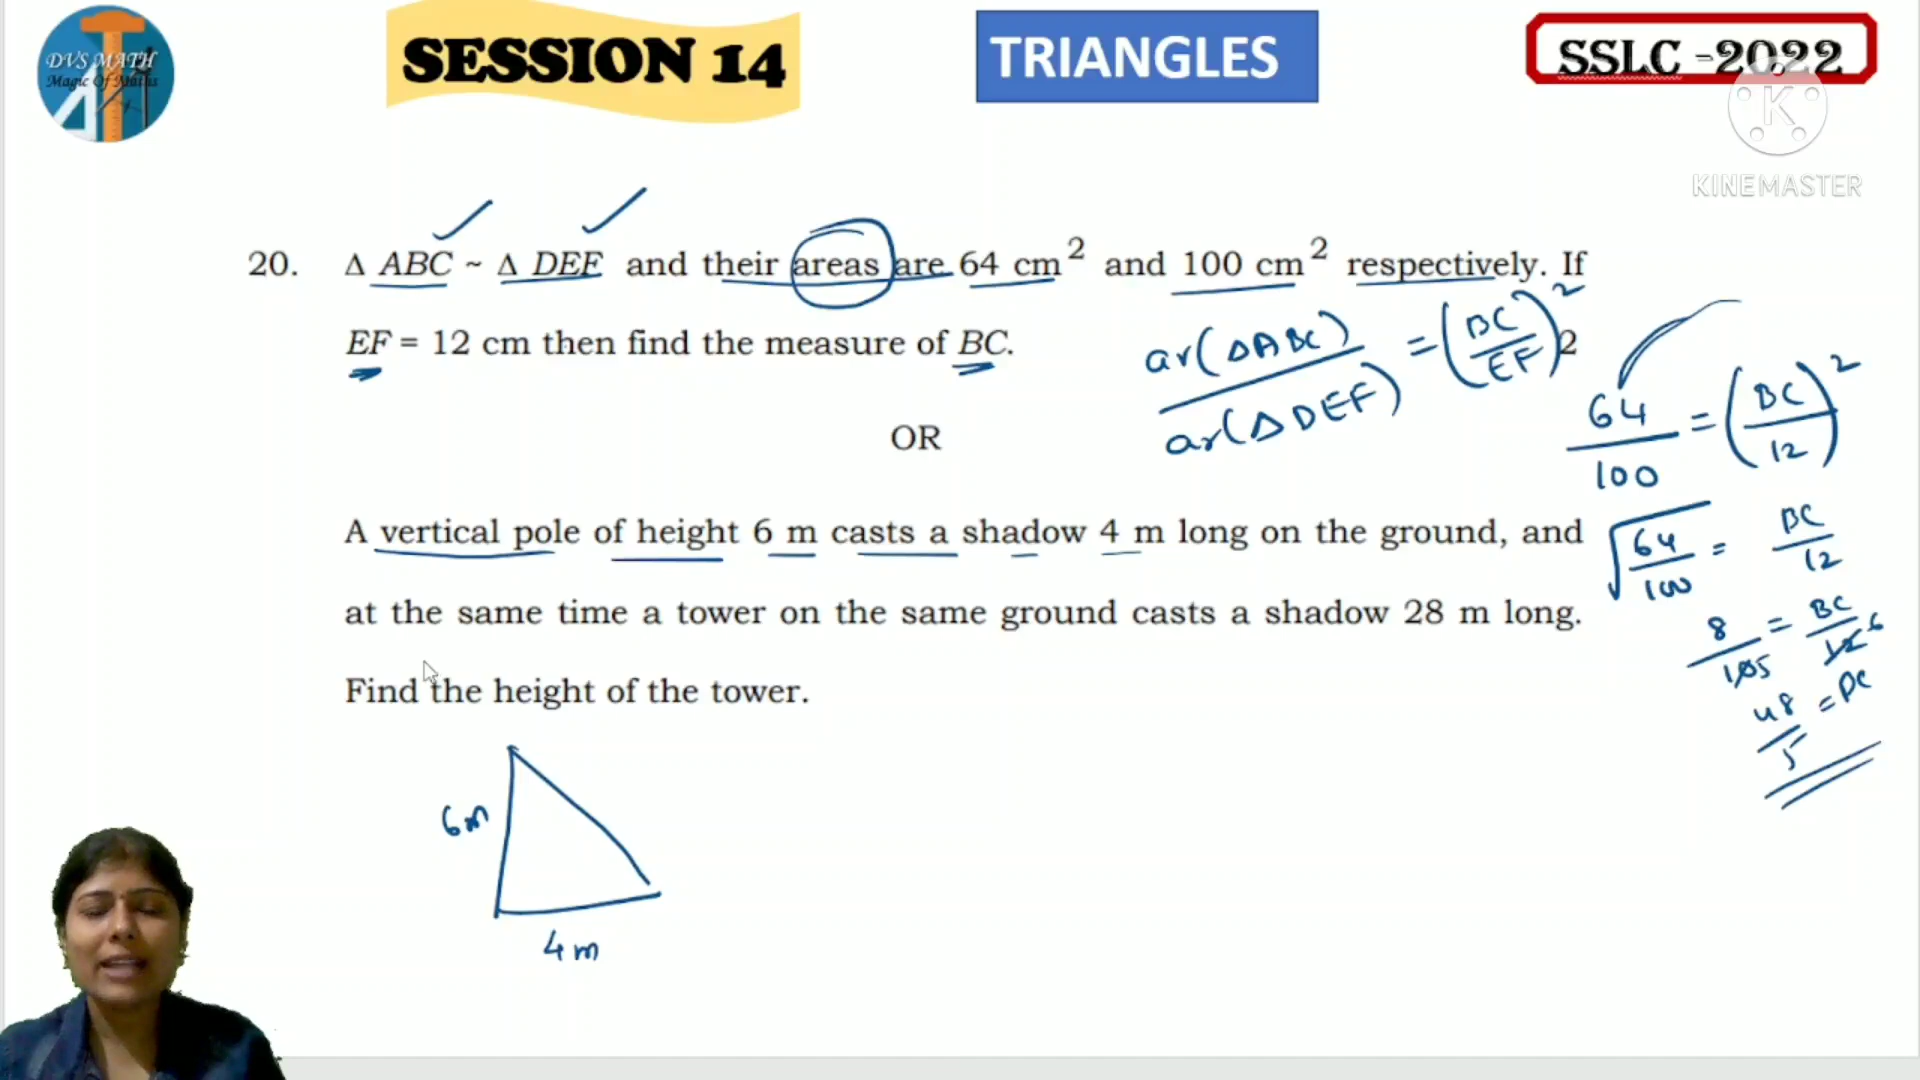 DVS MATH
Magic Of Maths
SESSION 14
TRIANGLES
SSLC -2022
K
KINEMASTER
20. Δ ABC ~ Δ DEF and their areas are 64 cm² and 100 cm² respectively. If
EF = 12 cm then find the measure of BC. 2
ar(ΔABC)/ar(ΔDEF) = (BC/EF)²
64/100 = (BC/12)²
OR
√(64/100) = BC/12
A vertical pole of height 6 m casts a shadow 4 m long on the ground, and
at the same time a tower on the same ground casts a shadow 28 m long.
Find the height of the tower.
8/10 5 = BC/12 6
48/5 = BC
6m
4m